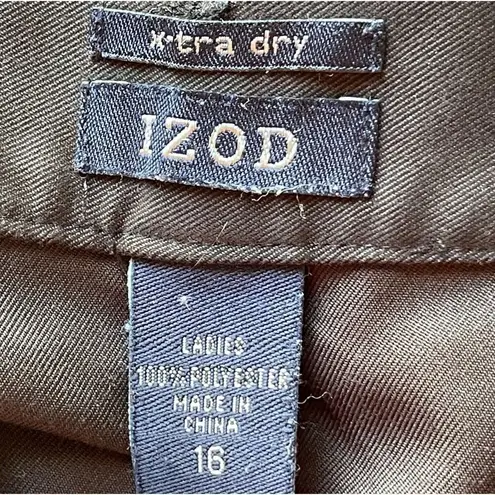 x·tra dry
IZOD
LADIES
100% POLYESTER
MADE IN
CHINA
16